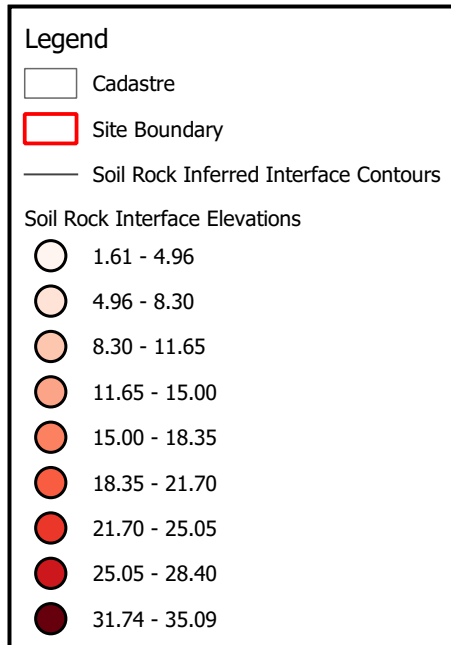 Legend
Cadastre
Site Boundary
Soil Rock Inferred Interface Contours
Soil Rock Interface Elevations
1.61 - 4.96
4.96 - 8.30
8.30 - 11.65
11.65 - 15.00
15.00 - 18.35
18.35 - 21.70
21.70 - 25.05
25.05 - 28.40
31.74 - 35.09